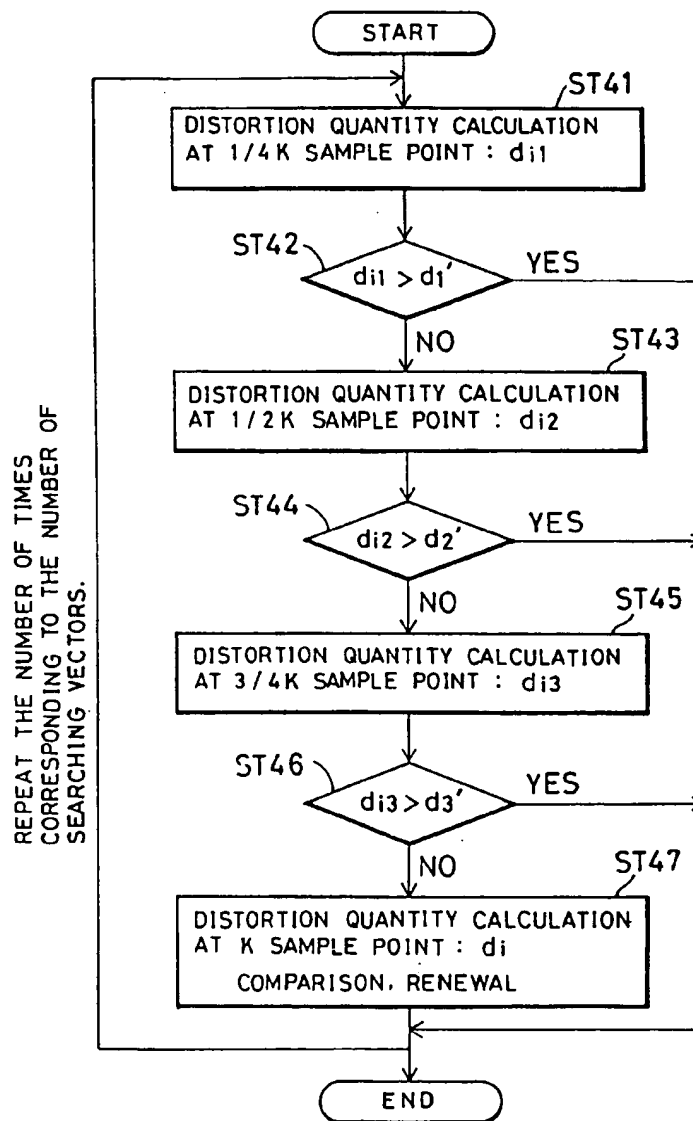 START
ST41
DISTORTION QUANTITY CALCULATION
AT 1/4K SAMPLE POINT : di1
ST42
di1 > d1'
YES
NO
ST43
DISTORTION QUANTITY CALCULATION
AT 1/2K SAMPLE POINT : di2
ST44
di2 > d2'
YES
NO
ST45
DISTORTION QUANTITY CALCULATION
AT 3/4K SAMPLE POINT : di3
ST46
di3 > d3'
YES
NO
ST47
DISTORTION QUANTITY CALCULATION
AT K SAMPLE POINT : di
COMPARISON, RENEWAL
END
REPEAT THE NUMBER OF TIMES
CORRESPONDING TO THE NUMBER OF
SEARCHING VECTORS.